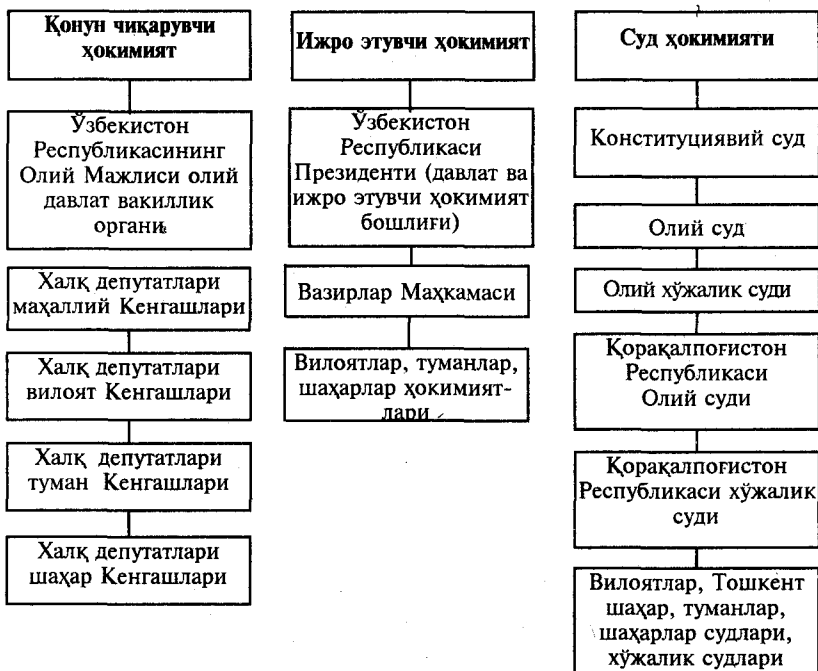 Қонун чиқарувчи
ҳокимият
Ўзбекистон
Республикасининг
Олий Мажлиси олий
давлат вакиллик
органи
Халқ депутатлари
маҳаллий Кенгашлари
Халқ депутатлари
вилоят Кенгашлари
Халқ депутатлари
туман Кенгашлари
Халқ депутатлари
шаҳар Кенгашлари
Ижро этувчи ҳокимият
Ўзбекистон
Республикаси
Президенти (давлат ва
ижро этувчи ҳокимият
бошлиғи)
Вазирлар Маҳкамаси
Вилоятлар, туманлар,
шаҳарлар ҳокимият-
лари
Суд ҳокимияти
Конституциявий суд
Олий суд
Олий хўжалик суди
Қорақалпоғистон
Республикаси
Олий суди
Қорақалпоғистон
Республикаси хўжалик
суди
Вилоятлар, Тошкент
шаҳар, туманлар,
шаҳарлар судлари,
хўжалик судлари